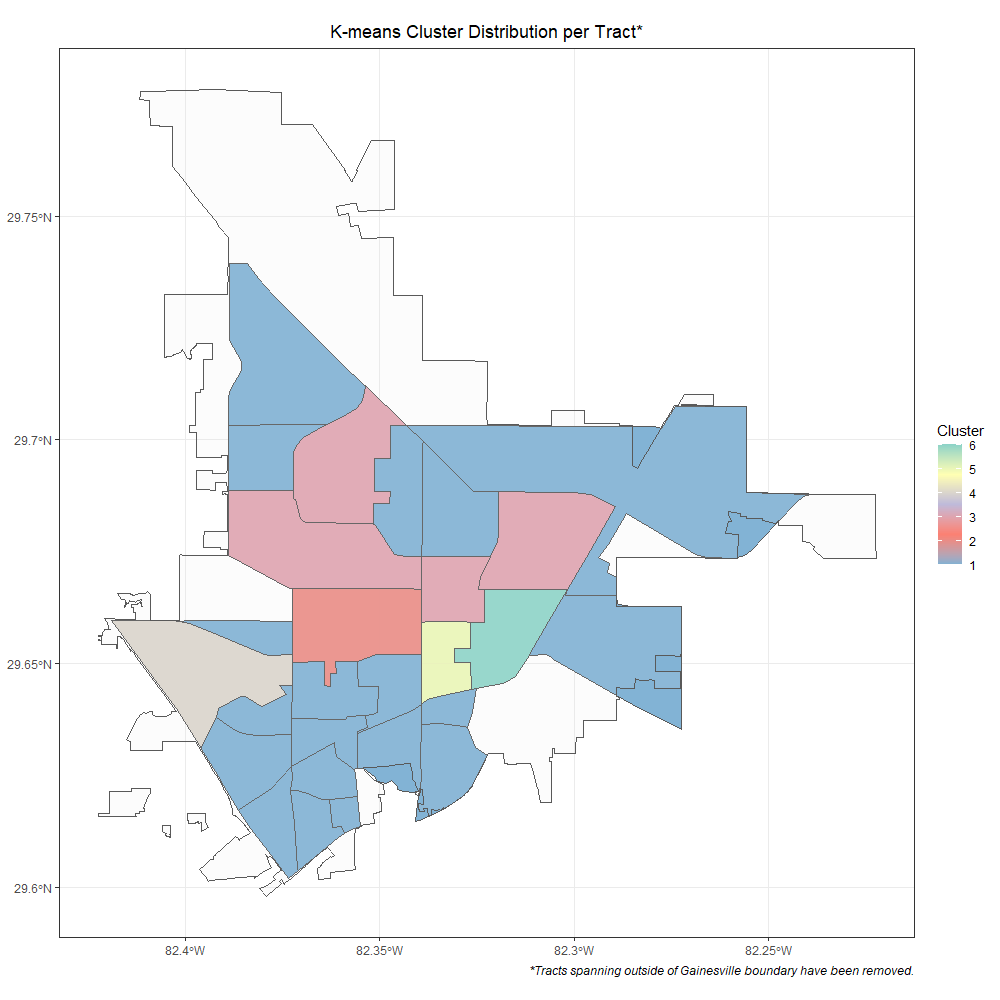 K-means Cluster Distribution per Tract*
29.75°N
29.7°N
29.65°N
29.6°N
82.4°W
82.35°W
82.3°W
82.25°W
Cluster
6
5
4
3
2
1
*Tracts spanning outside of Gainesville boundary have been removed.